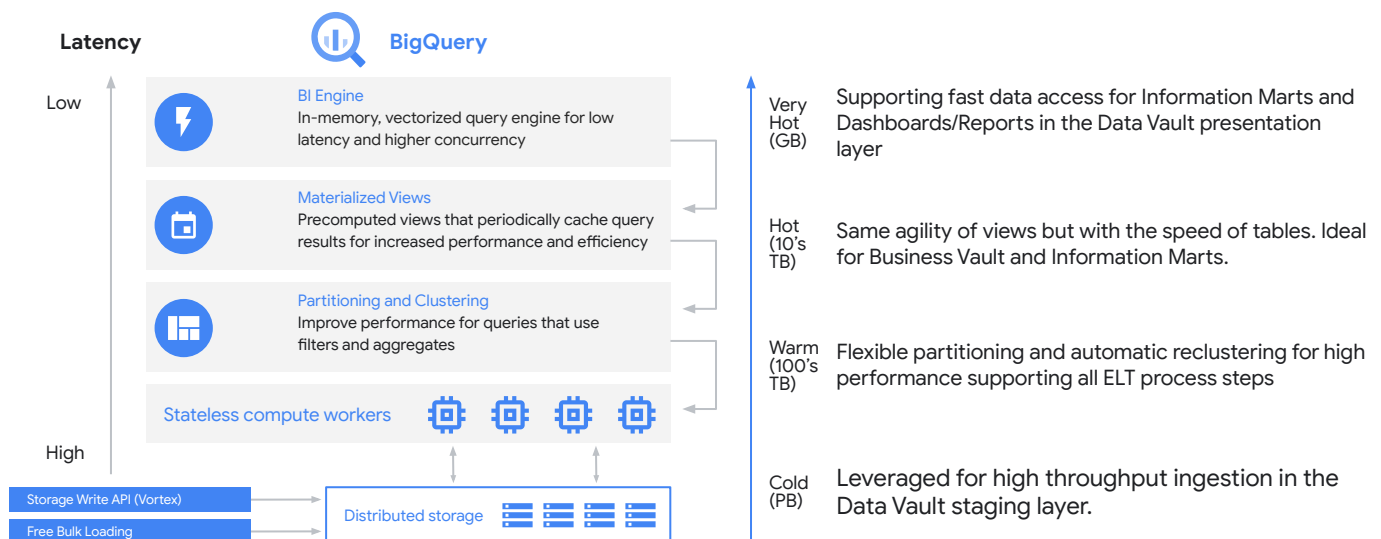 Latency
BigQuery
Low
BI Engine
In-memory, vectorized query engine for low
latency and higher concurrency
Very
Hot
(GB)
Supporting fast data access for Information Marts and
Dashboards/Reports in the Data Vault presentation
layer
Materialized Views
Precomputed views that periodically cache query
results for increased performance and efficiency
Hot
(10's
TB)
Same agility of views but with the speed of tables. Ideal
for Business Vault and Information Marts.
Partitioning and Clustering
Improve performance for queries that use
filters and aggregates
Warm
(100's
TB)
Flexible partitioning and automatic reclustering for high
performance supporting all ELT process steps
Stateless compute workers
High
Storage Write API (Vortex)
Free Bulk Loading
Distributed storage
Cold
(PB)
Leveraged for high throughput ingestion in the
Data Vault staging layer.